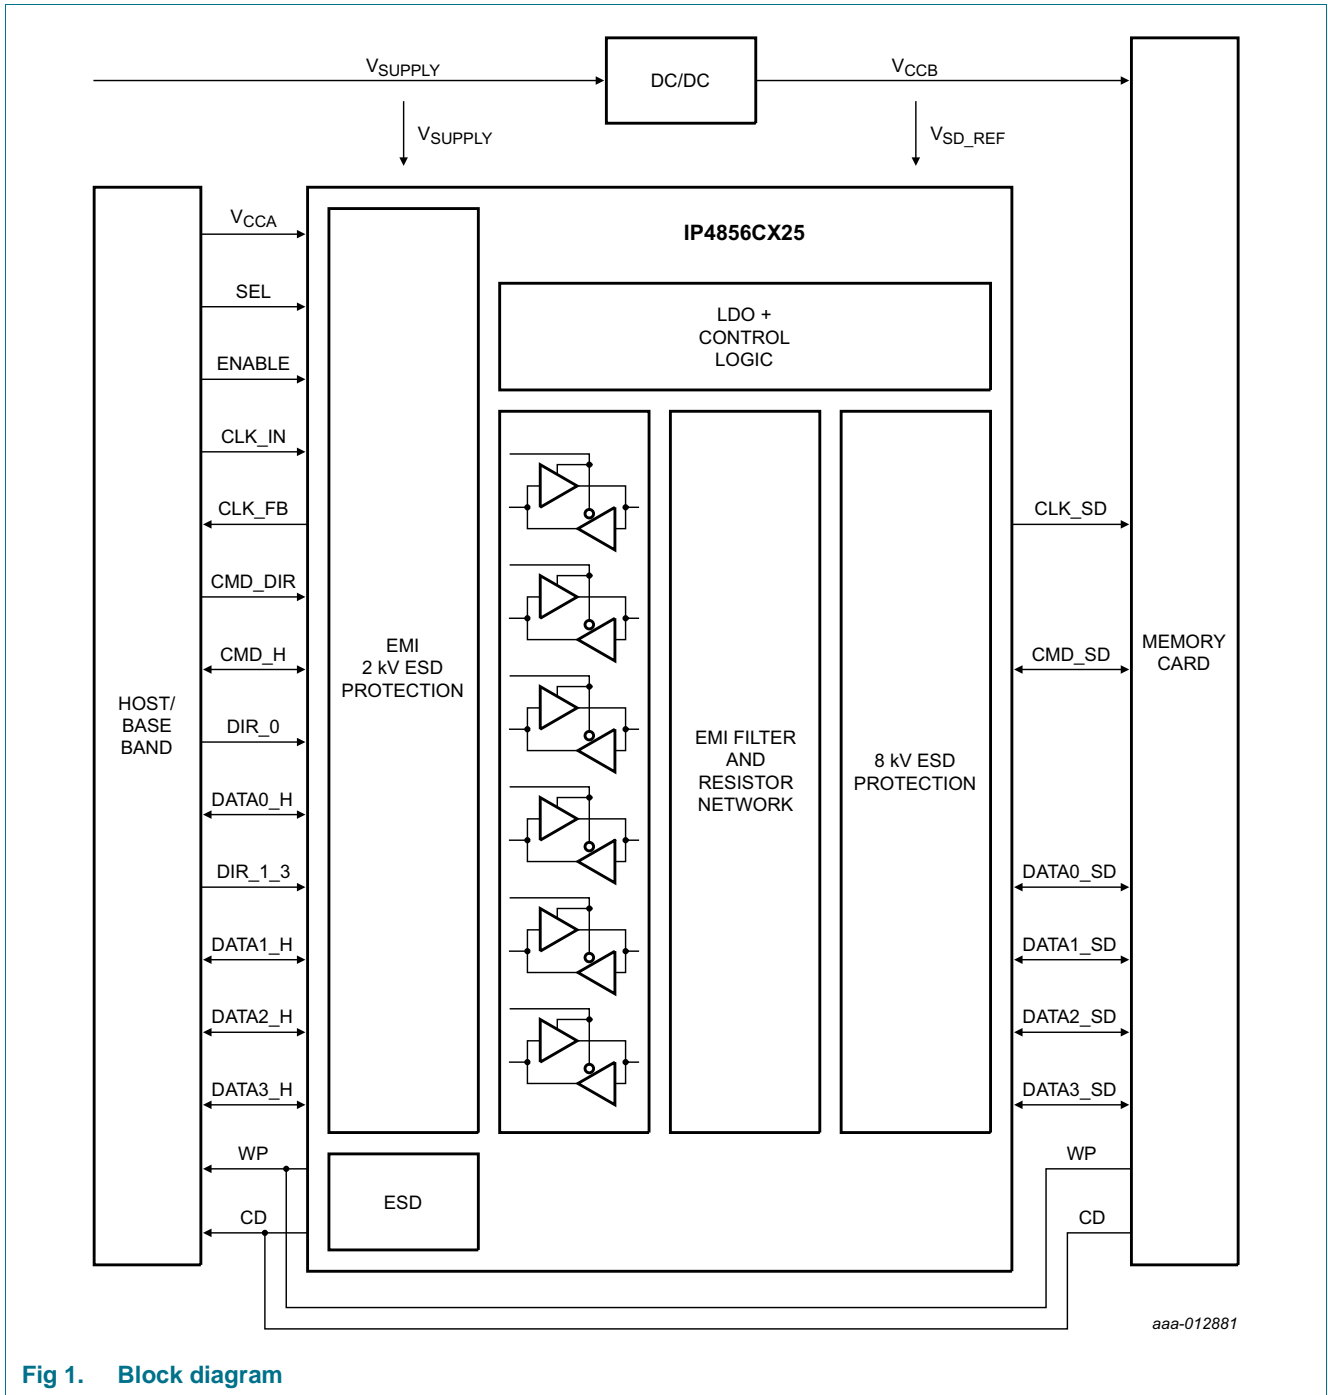 VSUPPLY
DC/DC
VCCB
VSUPPLY
VSD_REF
HOST/
BASE
BAND
VCCA
SEL
ENABLE
CLK_IN
CLK_FB
CMD_DIR
CMD_H
DIR_0
DATA0_H
DIR_1_3
DATA1_H
DATA2_H
DATA3_H
WP
CD
IP4856CX25
EMI
2 kV ESD
PROTECTION
ESD
LDO +
CONTROL
LOGIC
EMI FILTER
AND
RESISTOR
NETWORK
8 kV ESD
PROTECTION
CLK_SD
CMD_SD
DATA0_SD
DATA1_SD
DATA2_SD
DATA3_SD
WP
CD
MEMORY
CARD
aaa-012881
Fig 1. Block diagram